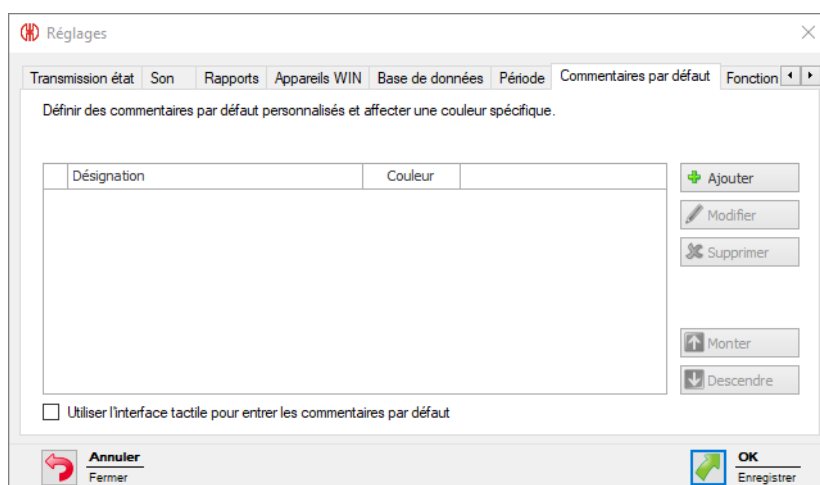 Réglages
Transmission état Son Rapports Appareils WIN Base de données Période Commentaires par défaut Fonction
Définir des commentaires par défaut personnalisés et affecter une couleur spécifique.
Désignation Couleur
Ajouter
Modifier
Supprimer
Monter
Descendre
Utiliser l'interface tactile pour entrer les commentaires par défaut
Annuler
Fermer
OK
Enregistrer